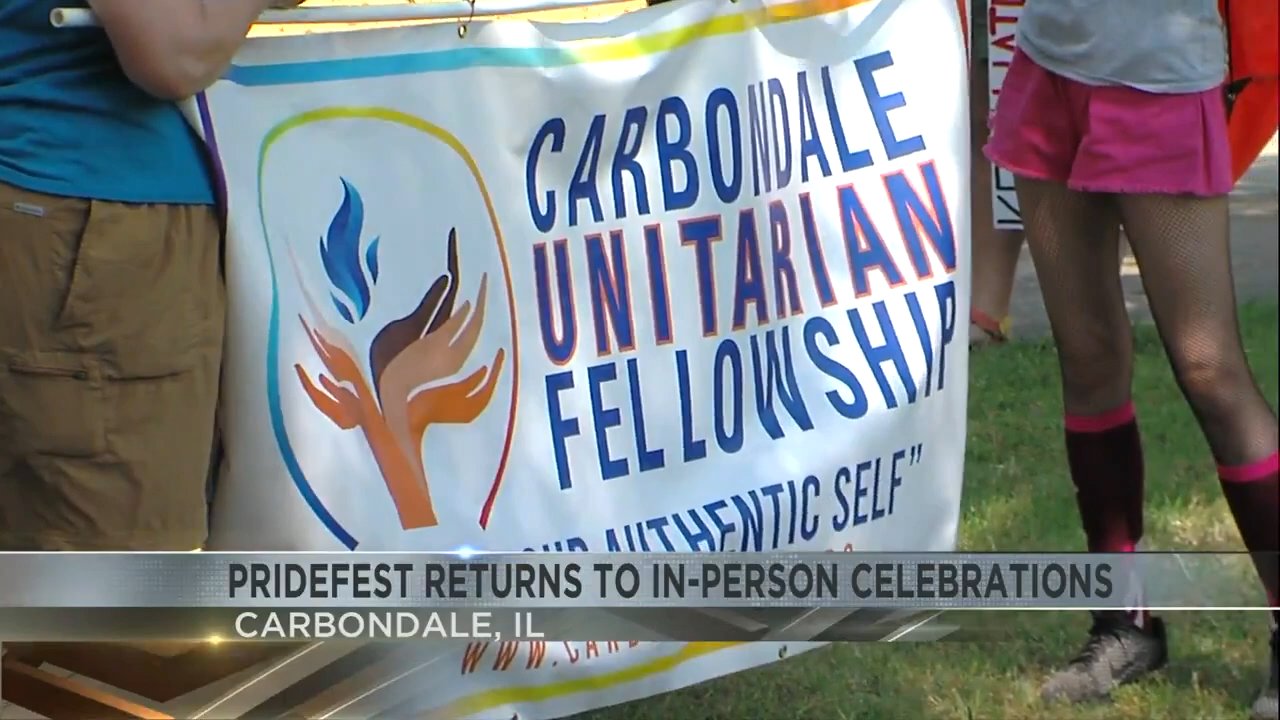 CARBONDALE
UNITARIAN
FELLOWSHIP
AUTHENTIC SELF”
PRIDEFEST RETURNS TO IN-PERSON CELEBRATIONS
CARBONDALE, IL